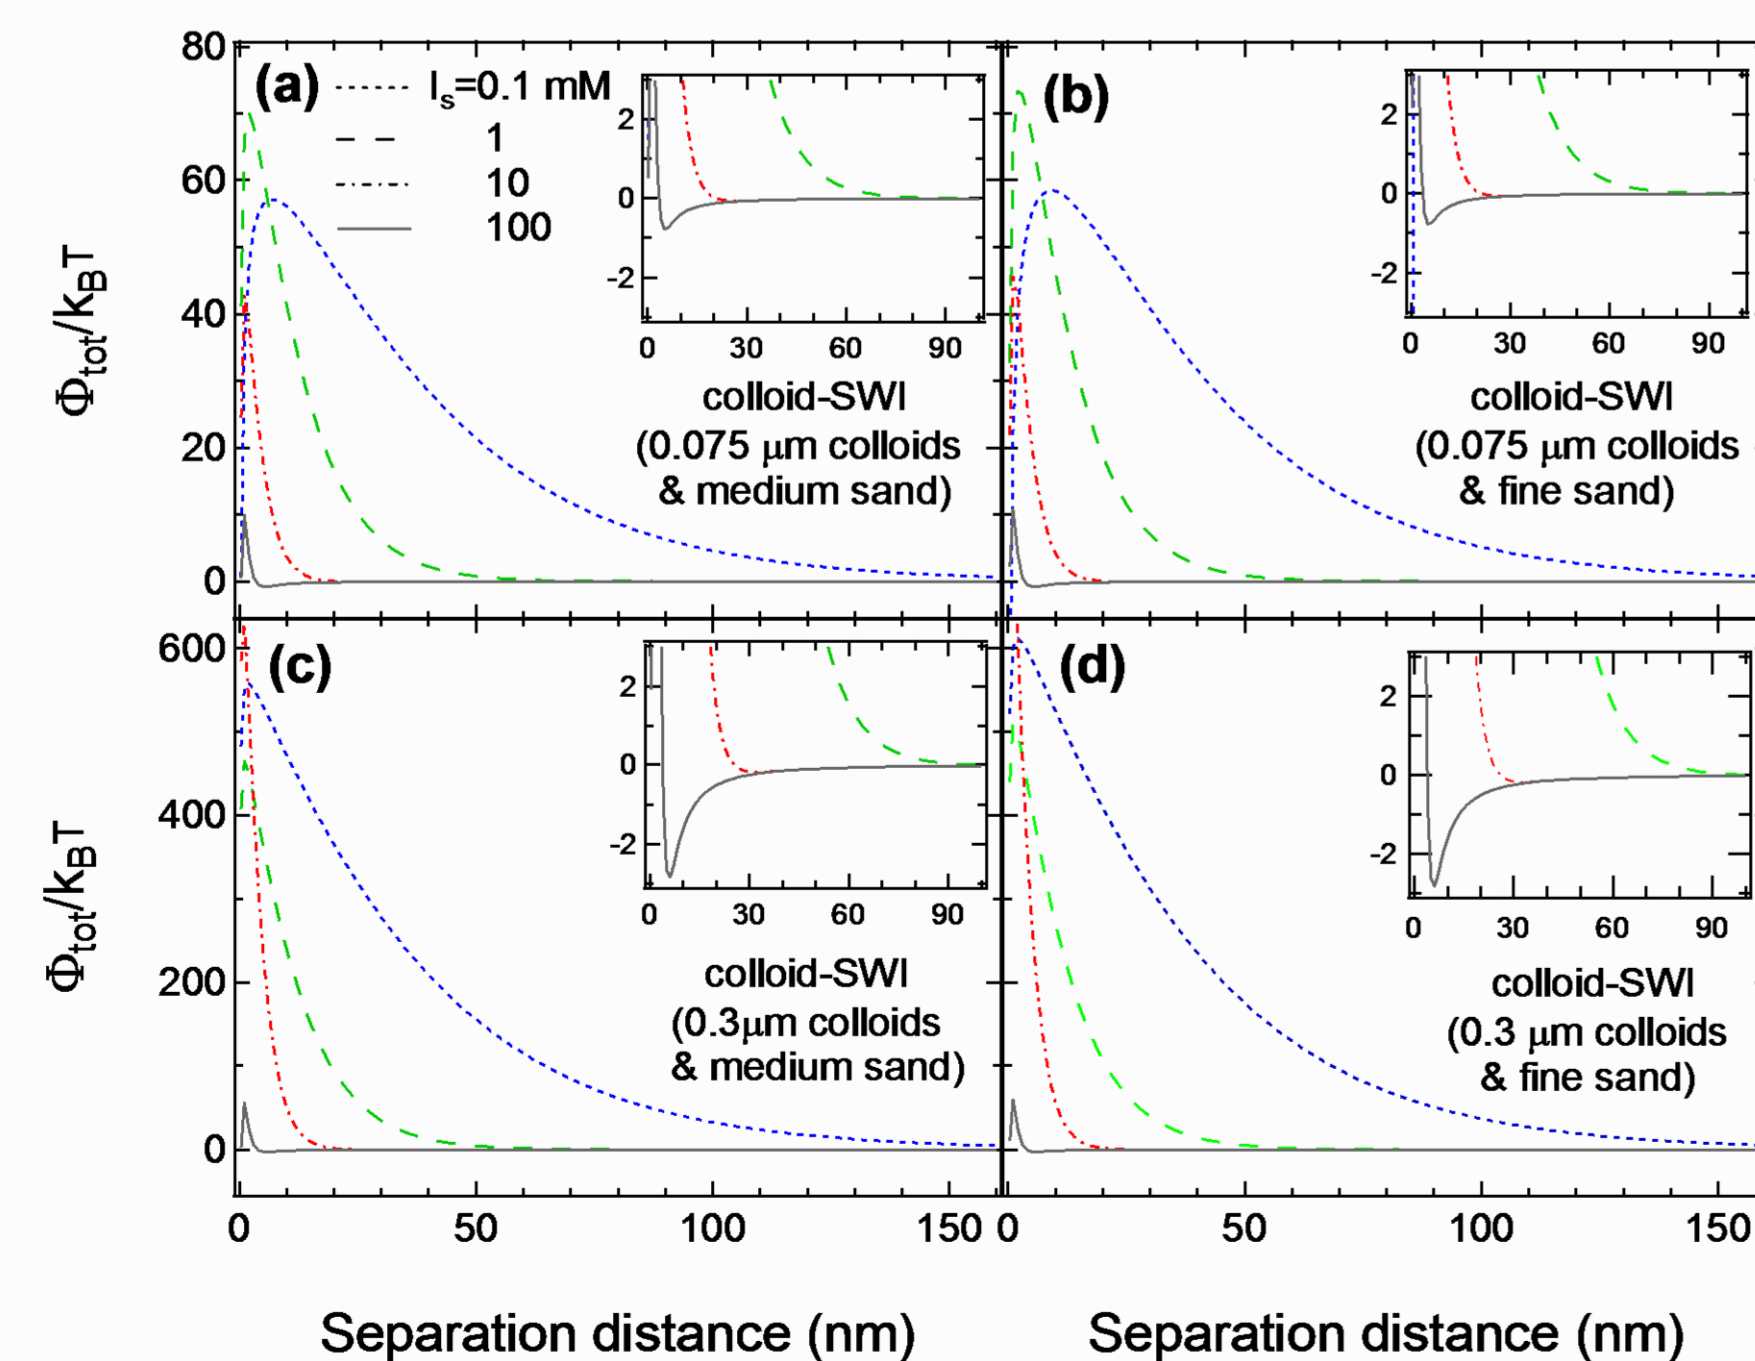 80
60
40
20
0
Φtot/kBT
(a)
Is=0.1 mM
1
10
100
2
0
-2
0 30 60 90
colloid-SWI
(0.075 μm colloids
& medium sand)
(b)
2
0
-2
0 30 60 90
colloid-SWI
(0.075 μm colloids
& fine sand)
600
400
200
0
Φtot/kBT
(c)
2
0
-2
0 30 60 90
colloid-SWI
(0.3μm colloids
& medium sand)
(d)
2
0
-2
0 30 60 90
colloid-SWI
(0.3 μm colloids
& fine sand)
0 50 100 150
0 50 100 150
Separation distance (nm)
Separation distance (nm)